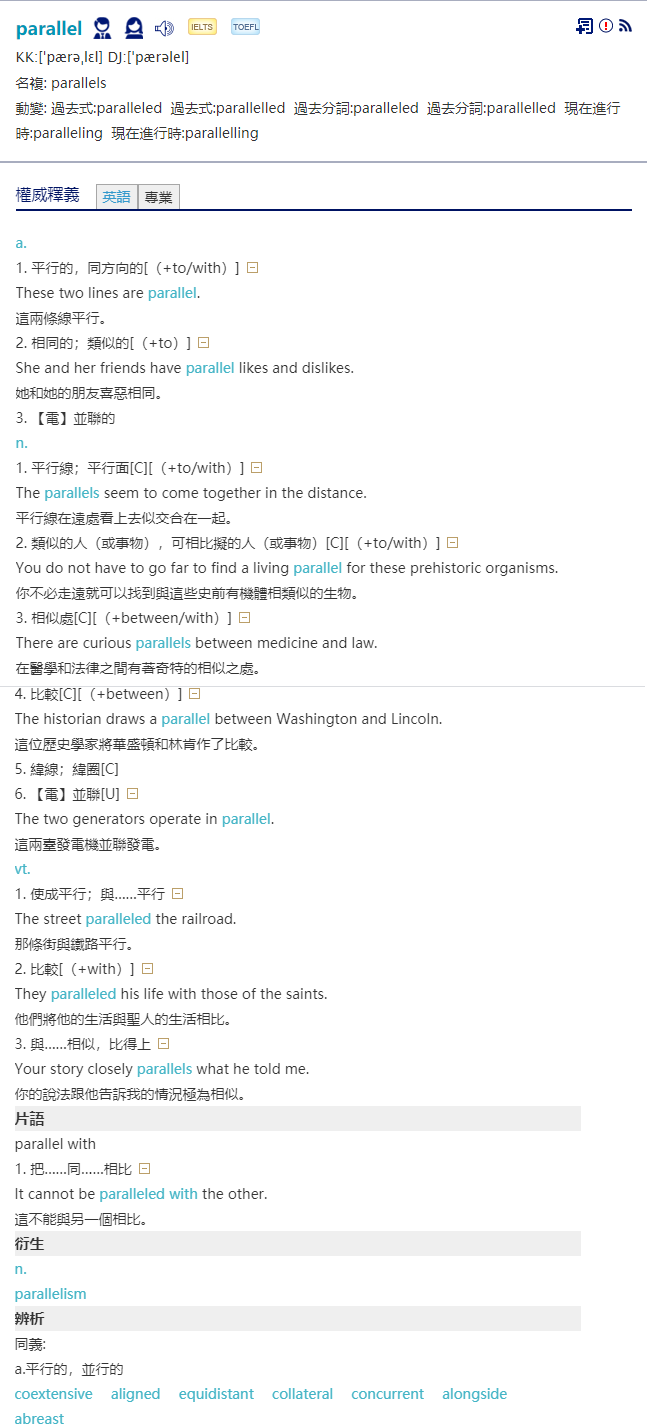 parallel IELTS TOEFL
KK:[ˈpærəˌlɛl] DJ:[ˈpærəlel]
名複: parallels
動變: 過去式:paralleled 過去式:parallelled 過去分詞:paralleled 過去分詞:parallelled 現在進行
時:paralleling 現在進行時:parallelling
權威釋義 英語 專業
a.
1. 平行的，同方向的[（+to/with）]
These two lines are parallel.
這兩條線平行。
2. 相同的；類似的[（+to）]
She and her friends have parallel likes and dislikes.
她和她的朋友喜惡相同。
3. 【電】並聯的
n.
1. 平行線；平行面[C][（+to/with）]
The parallels seem to come together in the distance.
平行線在遠處看上去似交合在一起。
2. 類似的人（或事物），可相比擬的人（或事物）[C][（+to/with）]
You do not have to go far to find a living parallel for these prehistoric organisms.
你不必走遠就可以找到與這些史前有機體相類似的生物。
3. 相似處[C][（+between/with）]
There are curious parallels between medicine and law.
在醫學和法律之間有著奇特的相似之處。
4. 比較[C][（+between）]
The historian draws a parallel between Washington and Lincoln.
這位歷史學家將華盛頓和林肯作了比較。
5. 緯線；緯圈[C]
6. 【電】並聯[U]
The two generators operate in parallel.
這兩臺發電機並聯發電。
vt.
1. 使成平行；與……平行
The street paralleled the railroad.
那條街與鐵路平行。
2. 比較[（+with）]
They paralleled his life with those of the saints.
他們將他的生活與聖人的生活相比。
3. 與……相似，比得上
Your story closely parallels what he told me.
你的說法跟他告訴我的情況極為相似。
片語
parallel with
1. 把……同……相比
It cannot be paralleled with the other.
這不能與另一個相比。
衍生
n.
parallelism
辨析
同義:
a.平行的，並行的
coextensive aligned equidistant collateral concurrent alongside
abreast